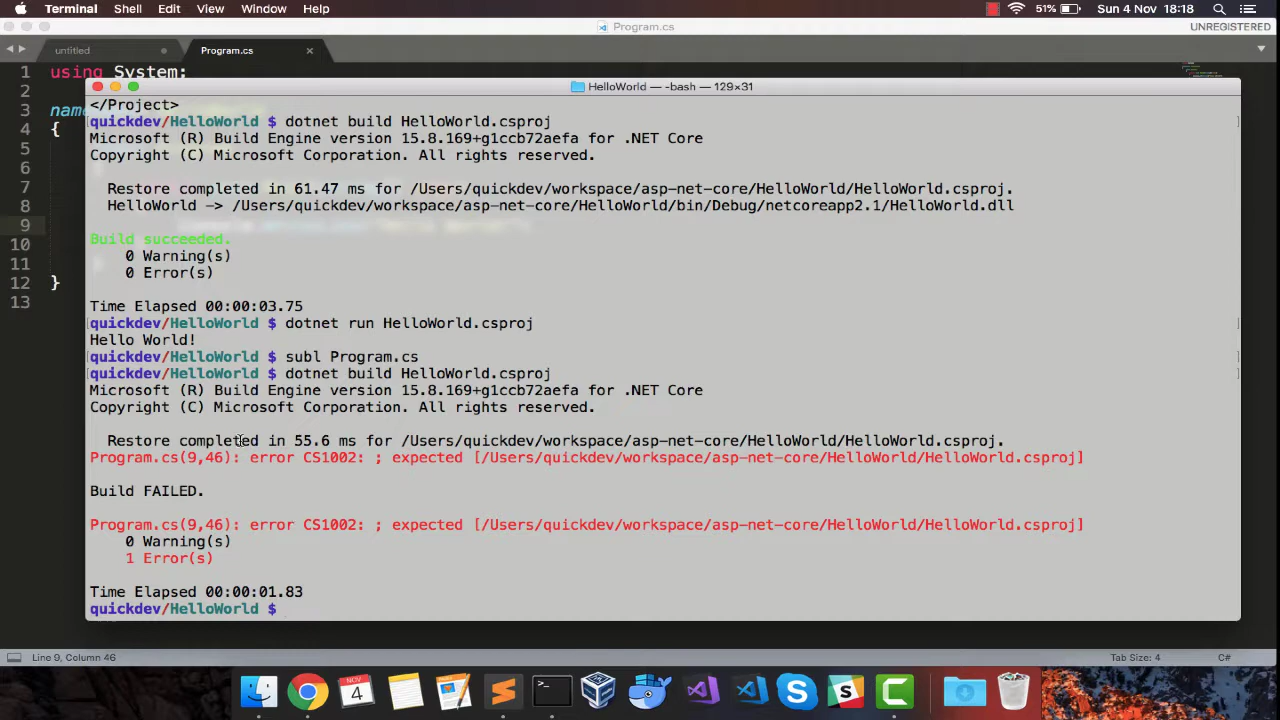 Terminal Shell Edit View Window Help 51% Sun 4 Nov 18:18
Program.cs UNREGISTERED
untitled Program.cs
1 using System;
2
3
4 {
5
6
7
8
9
10
11
12 }
13
HelloWorld — -bash — 129×31
</Project>
quickdev/HelloWorld $ dotnet build HelloWorld.csproj
Microsoft (R) Build Engine version 15.8.169+g1ccb72aefa for .NET Core
Copyright (C) Microsoft Corporation. All rights reserved.
Restore completed in 61.47 ms for /Users/quickdev/workspace/asp-net-core/HelloWorld/HelloWorld.csproj.
HelloWorld -> /Users/quickdev/workspace/asp-net-core/HelloWorld/bin/Debug/netcoreapp2.1/HelloWorld.dll
Build succeeded.
0 Warning(s)
0 Error(s)
Time Elapsed 00:00:03.75
quickdev/HelloWorld $ dotnet run HelloWorld.csproj
Hello World!
quickdev/HelloWorld $ subl Program.cs
quickdev/HelloWorld $ dotnet build HelloWorld.csproj
Microsoft (R) Build Engine version 15.8.169+g1ccb72aefa for .NET Core
Copyright (C) Microsoft Corporation. All rights reserved.
Restore completed in 55.6 ms for /Users/quickdev/workspace/asp-net-core/HelloWorld/HelloWorld.csproj.
Program.cs(9,46): error CS1002: ; expected [/Users/quickdev/workspace/asp-net-core/HelloWorld/HelloWorld.csproj]
Build FAILED.
Program.cs(9,46): error CS1002: ; expected [/Users/quickdev/workspace/asp-net-core/HelloWorld/HelloWorld.csproj]
0 Warning(s)
1 Error(s)
Time Elapsed 00:00:01.83
quickdev/HelloWorld $
Line 9, Column 46 Tab Size: 4 C#